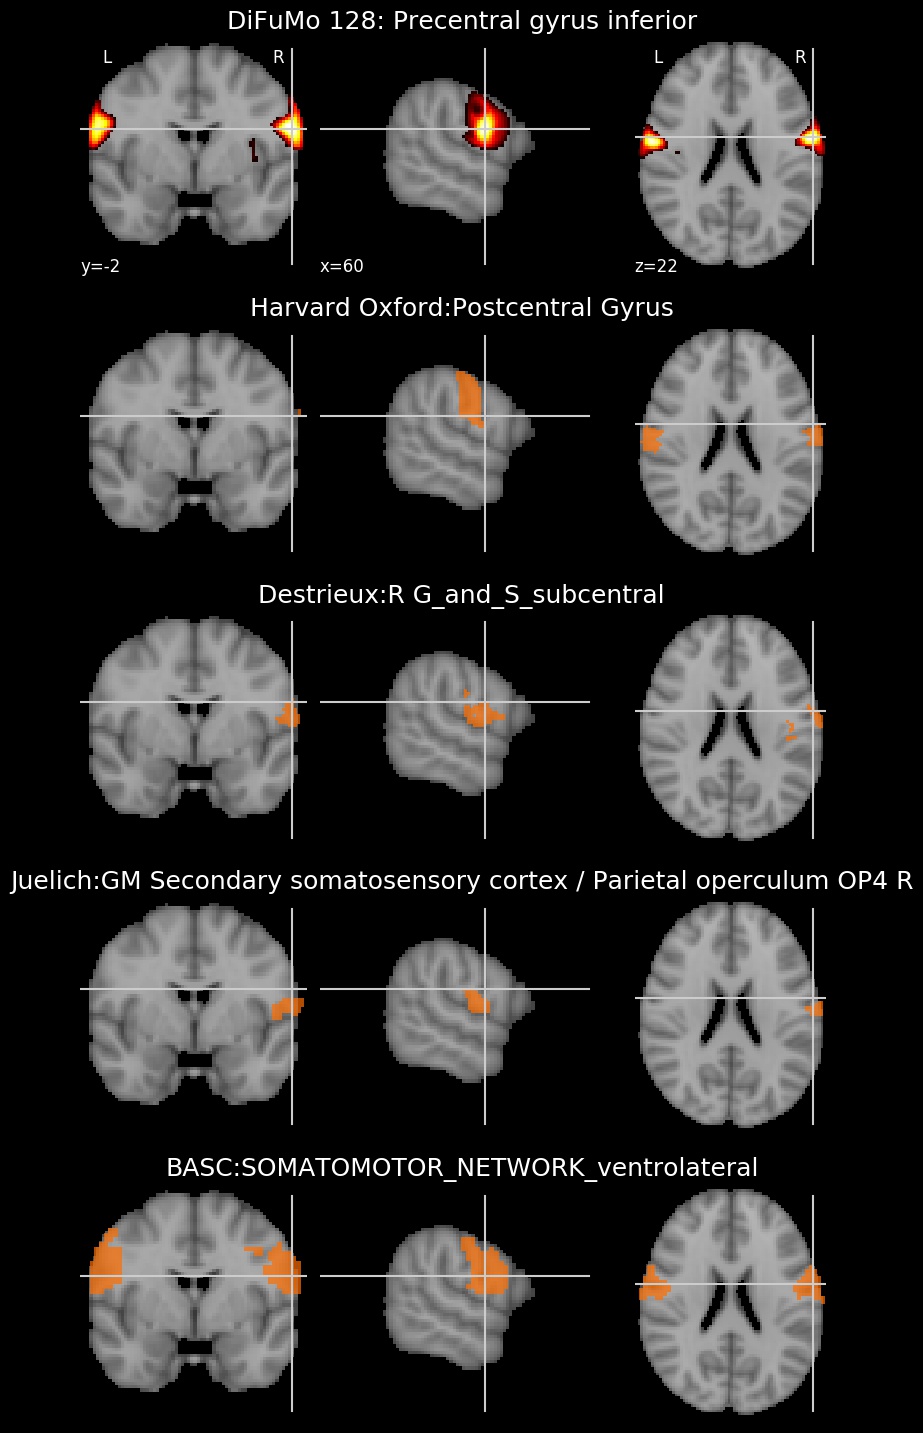 DiFuMo 128: Precentral gyrus inferior
L R L R
y=-2 x=60 z=22
Harvard Oxford:Postcentral Gyrus
Destrieux:R G_and_S_subcentral
Juelich:GM Secondary somatosensory cortex / Parietal operculum OP4 R
BASC:SOMATOMOTOR_NETWORK_ventrolateral